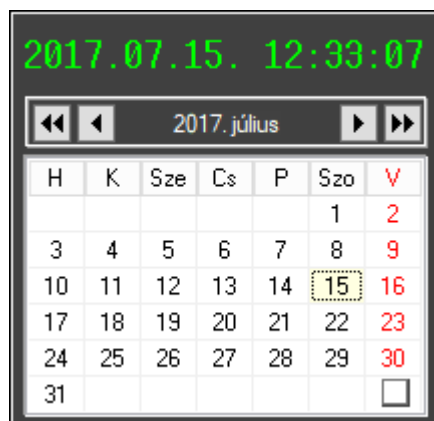 2017.07.15. 12:33:07
2017. július
H K Sze Cs P Szo V
1 2
3 4 5 6 7 8 9
10 11 12 13 14 15 16
17 18 19 20 21 22 23
24 25 26 27 28 29 30
31